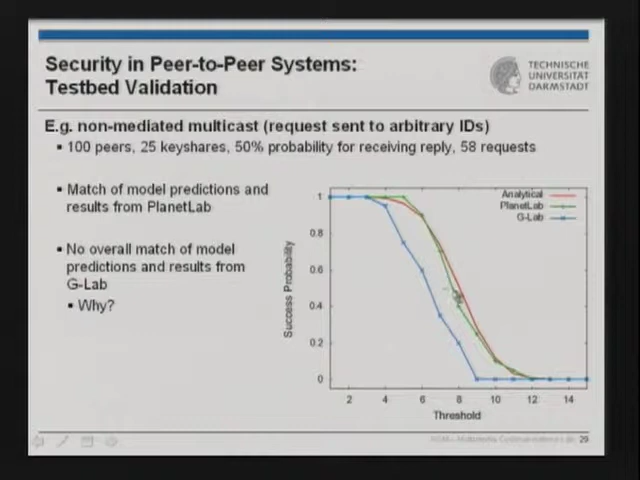 Security in Peer-to-Peer Systems:
Testbed Validation
TECHNISCHE
UNIVERSITÄT
DARMSTADT
E.g. non-mediated multicast (request sent to arbitrary IDs)
▪ 100 peers, 25 keyshares, 50% probability for receiving reply, 58 requests
▪ Match of model predictions and
results from PlanetLab
▪ No overall match of model
predictions and results from
G-Lab
▪ Why?
Analytical
PlanetLab
G-Lab
Success Probability
1
0.8
0.6
0.4
0.2
0
2 4 6 8 10 12 14
Threshold
Multimedia Communications Lab 29